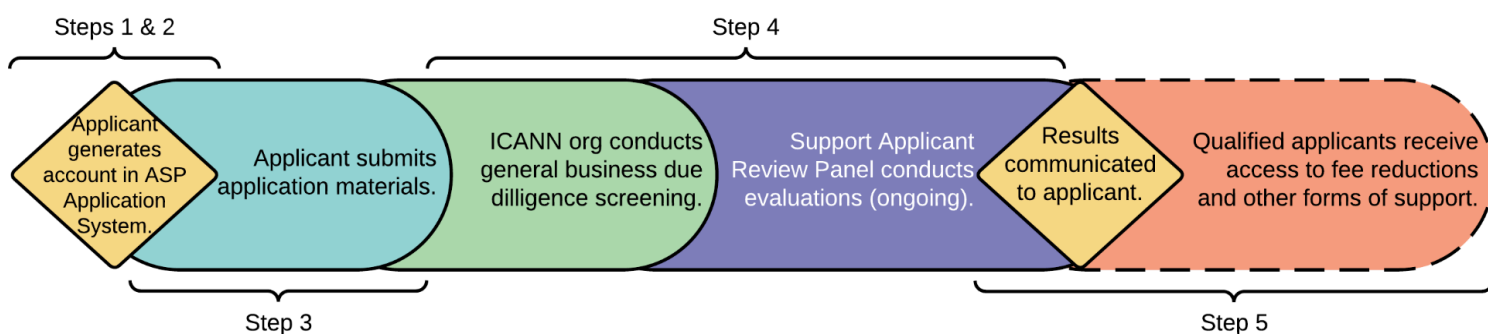 Steps 1 & 2
Step 4
Applicant
generates
account in ASP
Application
System.
Applicant submits
application materials.
ICANN org conducts
general business due
dilligence screening.
Support Applicant
Review Panel conducts
evaluations (ongoing).
Results
communicated
to applicant.
Qualified applicants receive
access to fee reductions
and other forms of support.
Step 3
Step 5